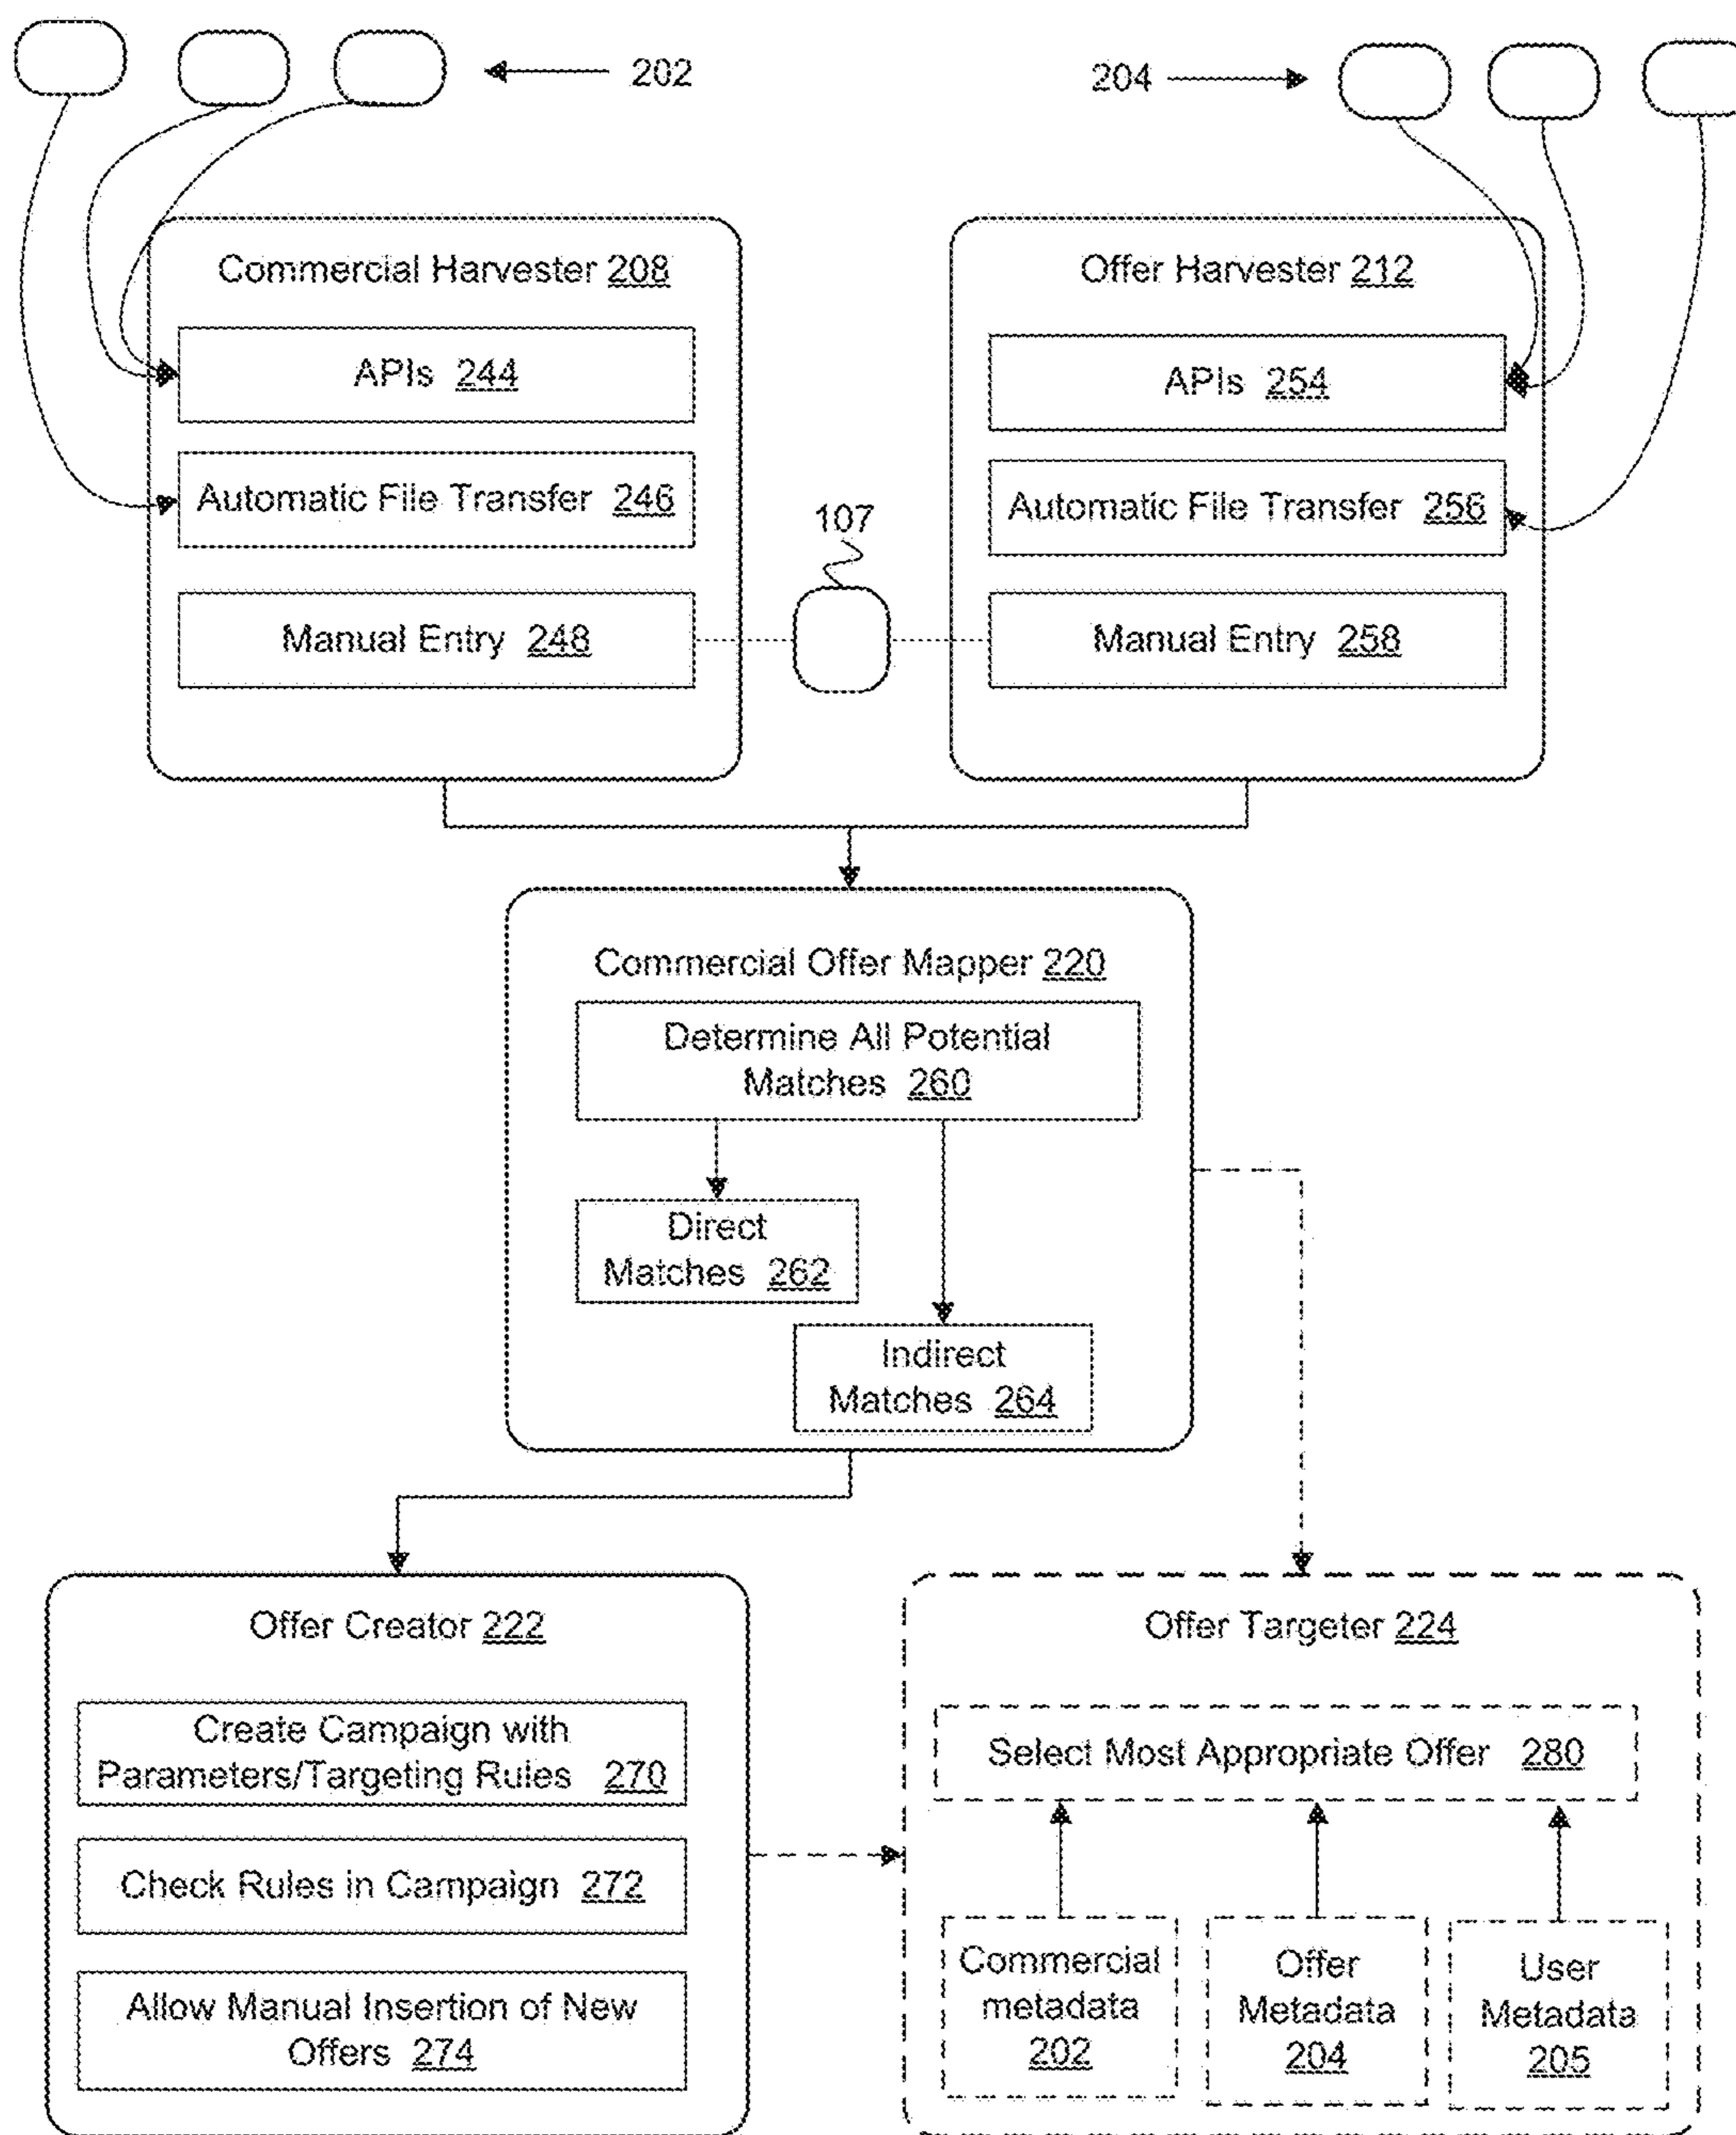 202
204
Commercial Harvester 208
APIs 244
Automatic File Transfer 246
Manual Entry 248
107
Offer Harvester 212
APIs 254
Automatic File Transfer 256
Manual Entry 258
Commercial Offer Mapper 220
Determine All Potential
Matches 260
Direct
Matches 262
Indirect
Matches 264
Offer Creator 222
Create Campaign with
Parameters/Targeting Rules 270
Check Rules in Campaign 272
Allow Manual Insertion of New
Offers 274
Offer Targeter 224
Select Most Appropriate Offer 280
Commercial
metadata
202
Offer
Metadata
204
User
Metadata
205